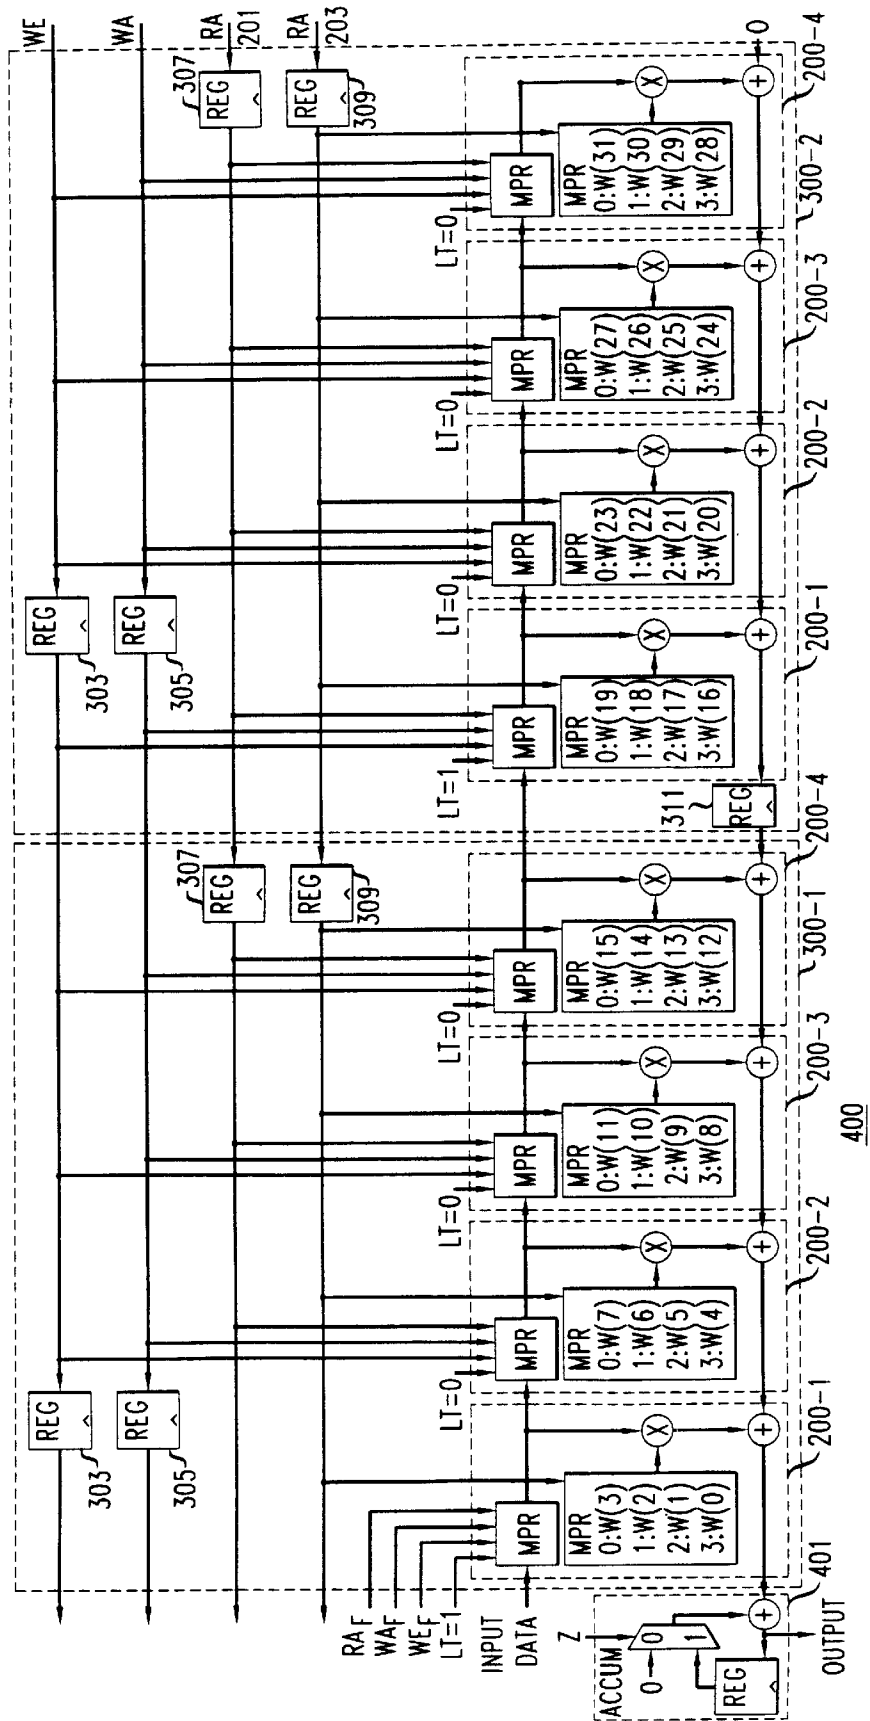 WE
WA
RA
201
RA
203
307
REG
REG
309
0
200-4
300-2
LT=0
MPR
MPR
0:W(31)
1:W(30)
2:W(29)
3:W(28)
X
+
200-3
LT=0
MPR
MPR
0:W(27)
1:W(26)
2:W(25)
3:W(24)
X
+
200-2
LT=0
MPR
MPR
0:W(23)
1:W(22)
2:W(21)
3:W(20)
X
+
REG
303
REG
305
200-1
LT=1
MPR
MPR
0:W(19)
1:W(18)
2:W(17)
3:W(16)
X
+
311
REG
307
REG
REG
309
200-4
300-1
LT=0
MPR
MPR
0:W(15)
1:W(14)
2:W(13)
3:W(12)
X
+
200-3
LT=0
MPR
MPR
0:W(11)
1:W(10)
2:W(9)
3:W(8)
X
+
200-2
LT=0
MPR
MPR
0:W(7)
1:W(6)
2:W(5)
3:W(4)
X
+
REG
303
REG
305
200-1
MPR
MPR
0:W(3)
1:W(2)
2:W(1)
3:W(0)
X
+
RAF
WAF
WEF
LT=1
INPUT
DATA
401
Z
ACCUM
0
0
1
+
REG
OUTPUT
400